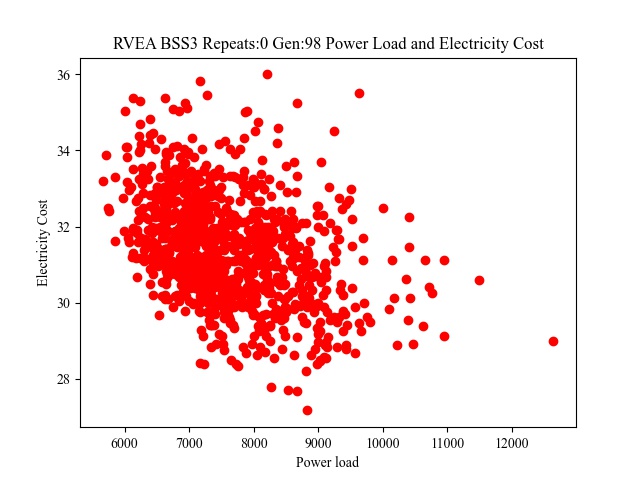 RVEA BSS3 Repeats:0 Gen:98 Power Load and Electricity Cost
36
34
32
30
28
Electricity Cost
6000 7000 8000 9000 10000 11000 12000
Power load